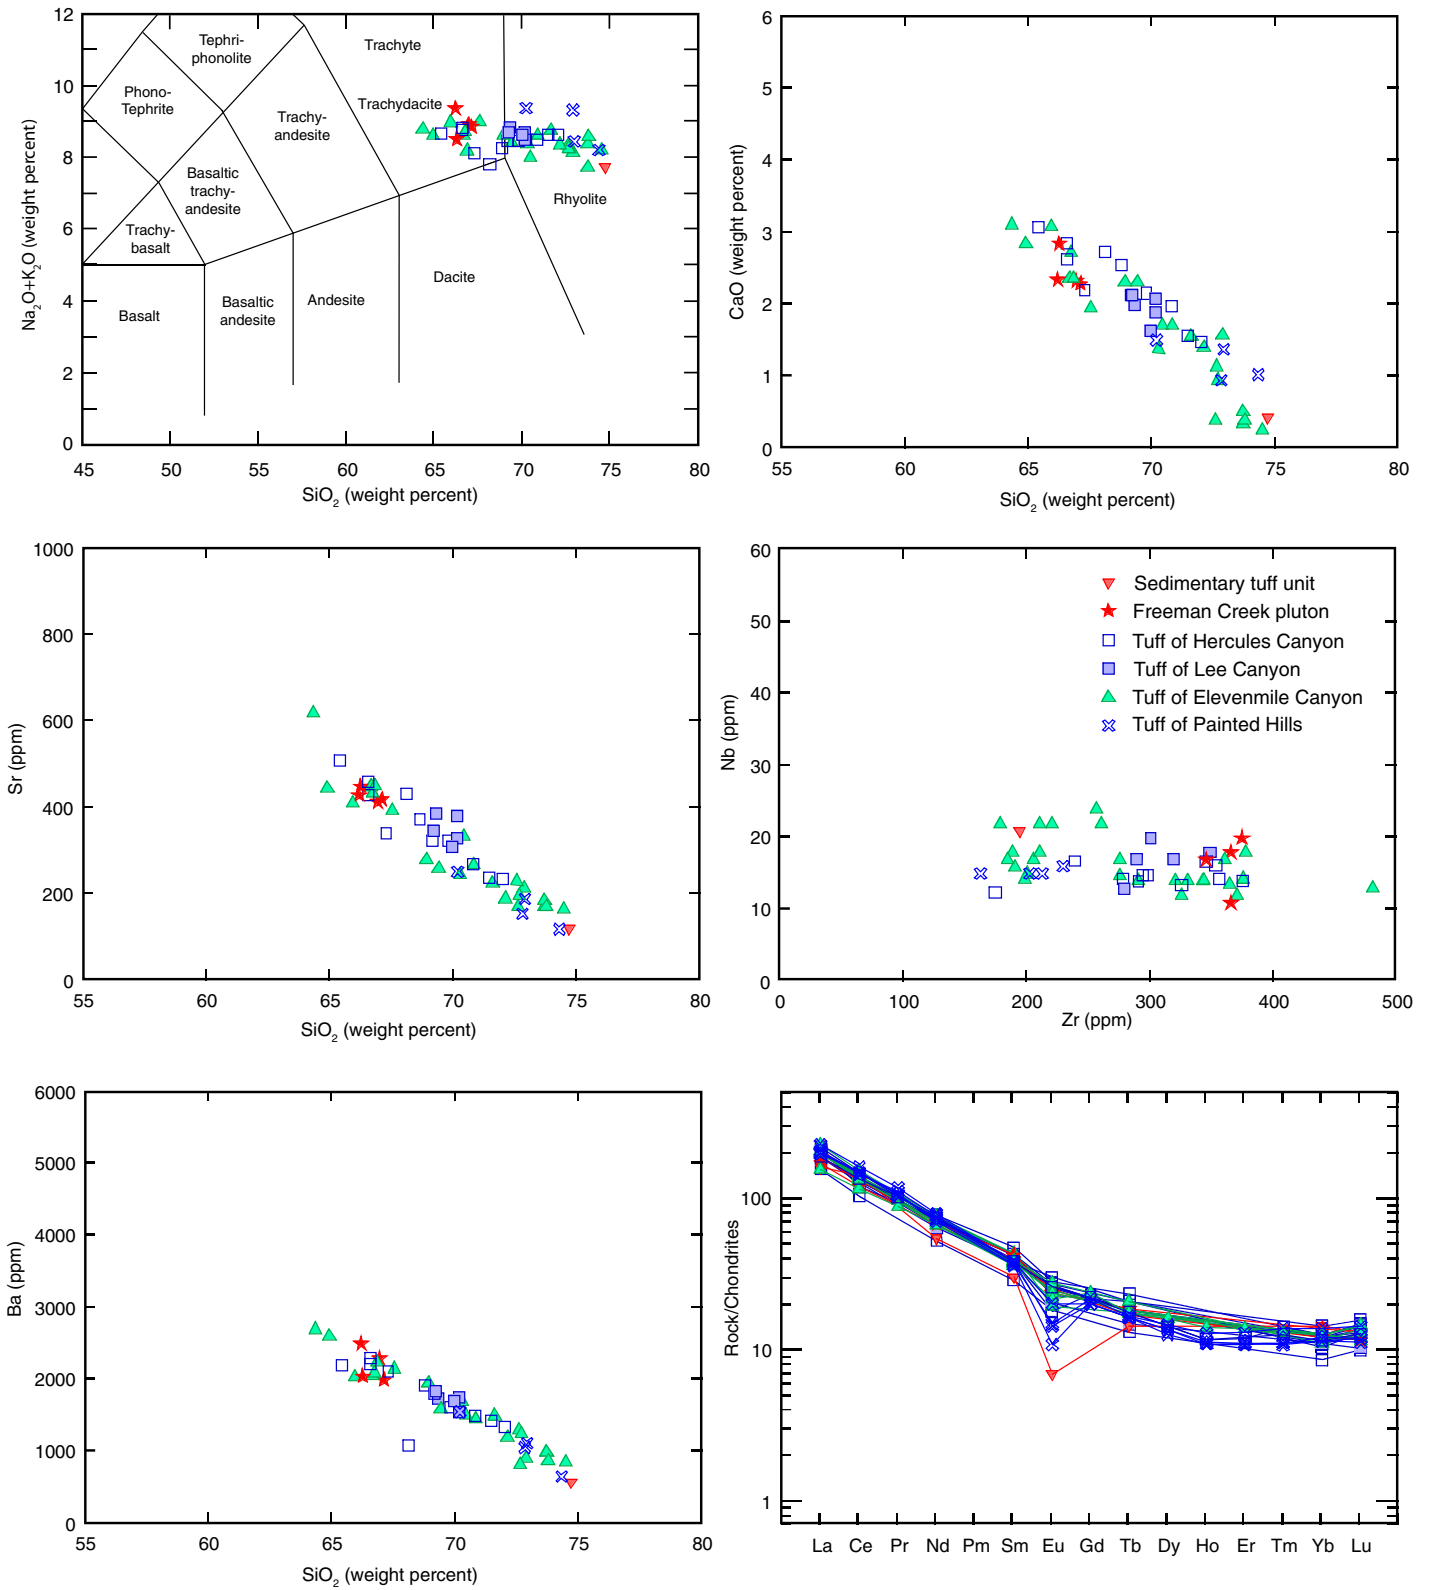 12
10
8
6
4
2
0
Na2O+K2O (weight percent)
Tephri-
phonolite
Trachyte
Phono-
Tephrite
Trachydacite
Trachy-
andesite
Basaltic
trachy-
andesite
Rhyolite
Trachy-
basalt
Dacite
Basalt
Basaltic
andesite
Andesite
45 50 55 60 65 70 75 80
SiO2 (weight percent)
6
5
4
3
2
1
0
CaO (weight percent)
55 60 65 70 75 80
SiO2 (weight percent)
1000
800
600
400
200
0
Sr (ppm)
55 60 65 70 75 80
SiO2 (weight percent)
60
50
40
30
20
10
0
Nb (ppm)
Sedimentary tuff unit
Freeman Creek pluton
Tuff of Hercules Canyon
Tuff of Lee Canyon
Tuff of Elevenmile Canyon
Tuff of Painted Hills
0 100 200 300 400 500
Zr (ppm)
6000
5000
4000
3000
2000
1000
0
Ba (ppm)
55 60 65 70 75 80
SiO2 (weight percent)
100
10
1
Rock/Chondrites
La Ce Pr Nd Pm Sm Eu Gd Tb Dy Ho Er Tm Yb Lu